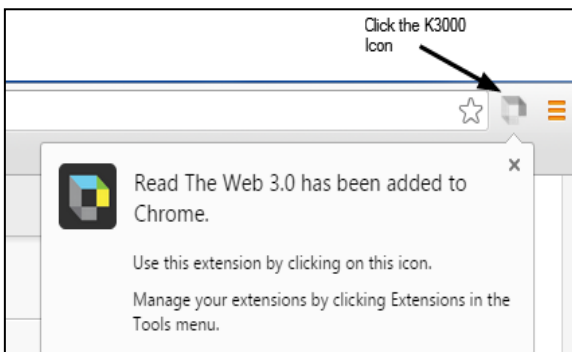 Click the K3000
Icon
Read The Web 3.0 has been added to
Chrome.
Use this extension by clicking on this icon.
Manage your extensions by clicking Extensions in the
Tools menu.